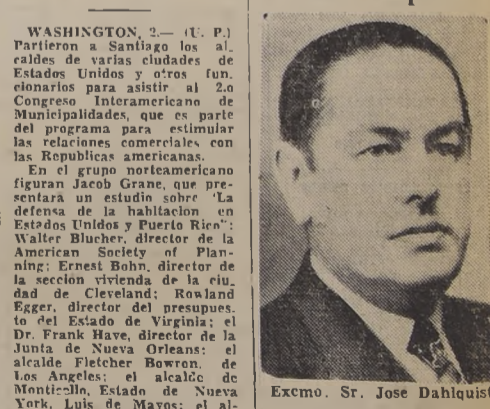 WASHINGTON, 2.— (U. P.)
Partieron a Santiago los al.
caldes de varias ciudades de
Estados Unidos y otros fun.
cionarios para asistir al 2.o
Congreso Interamericano de
Municipalidades, que es parte
del programa para estimular
las relaciones comerciales con
las Republicas americanas.
En el grupo norteamericano
figuran Jacob Grane, que pre-
sentará un estudio sobre 'La
defensa de la habitacion en
Estados Unidos y Puerto Rico":
Walter Blucher, director de la
American Society of Plan-
ning; Ernest Bohn, director de
la sección vivienda de la ciu.
dad de Cleveland; Rowland
Egger, director del presupues.
to del Estado de Virginia; el
Dr. Frank Have, director de la
Junta de Nueva Orleans; el
alcalde Fletcher Bowron, de
Los Angeles; el alcalde de
Monticello, Estado de Nueva
York, Luis de Mayos; el al-
Excmo. Sr. Jose Dahlquist